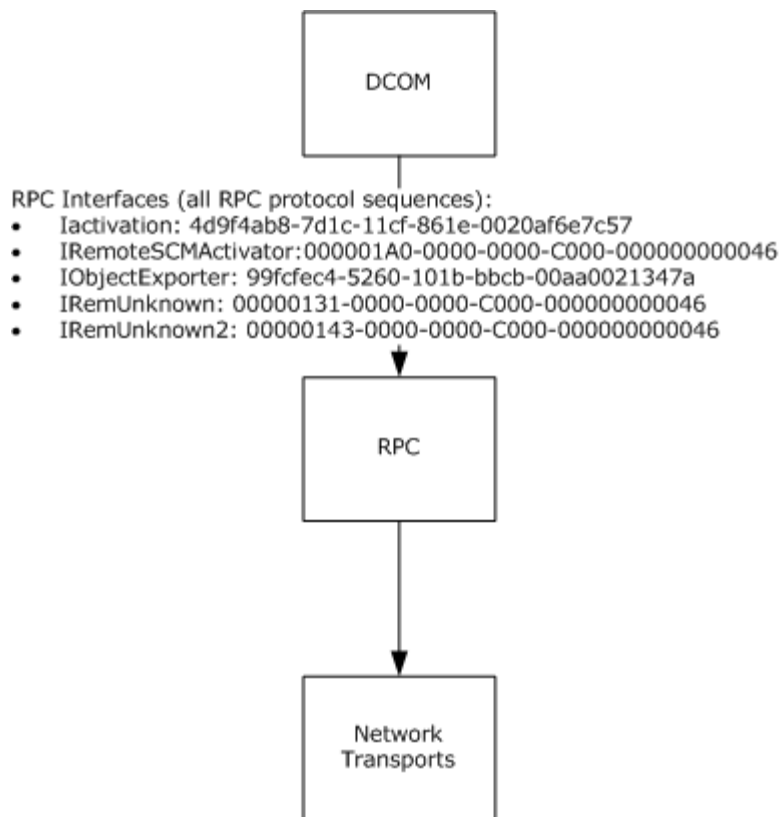 DCOM
RPC Interfaces (all RPC protocol sequences):
• Iactivation: 4d9f4ab8-7d1c-11cf-861e-0020af6e7c57
• IRemoteSCMActivator:000001A0-0000-0000-C000-000000000046
• IObjectExporter: 99fcfec4-5260-101b-bbcb-00aa0021347a
• IRemUnknown: 00000131-0000-0000-C000-000000000046
• IRemUnknown2: 00000143-0000-0000-C000-000000000046
RPC
Network
Transports